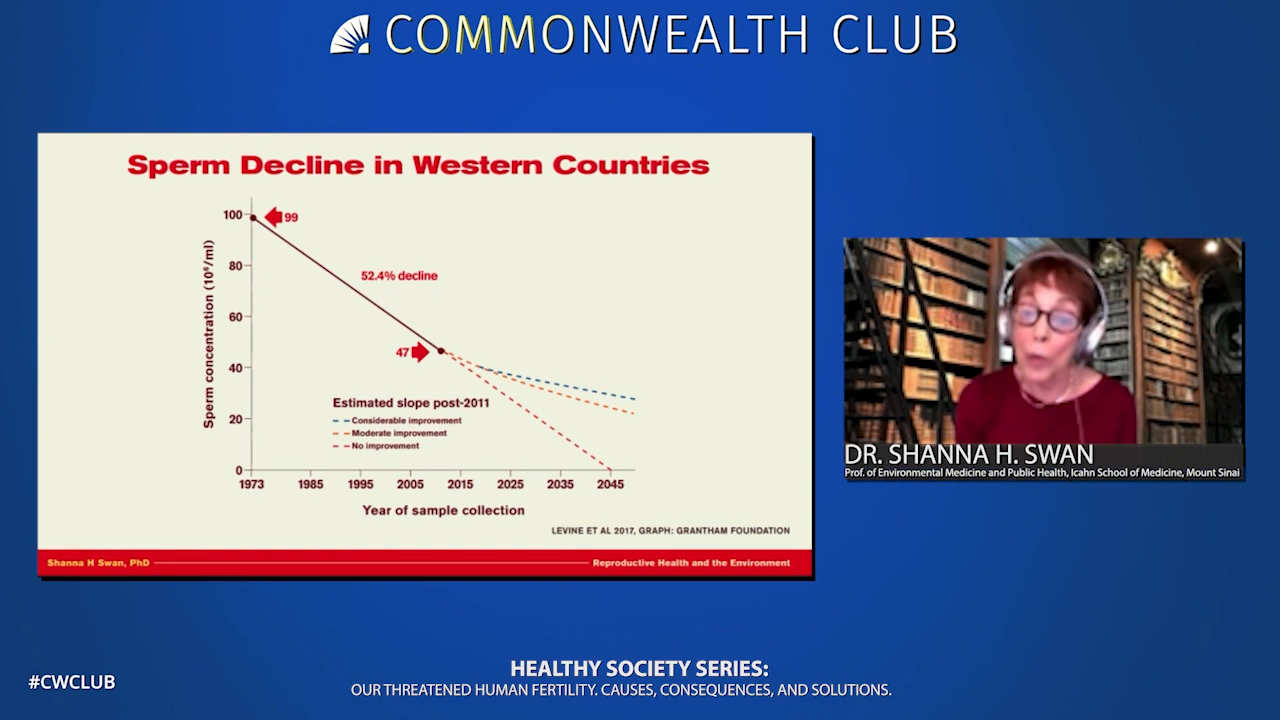 COMMONWEALTH CLUB
Sperm Decline in Western Countries
Sperm concentration (10⁶/ml)
100
80
60
40
20
0
99
52.4% decline
47
Estimated slope post-2011
Considerable improvement
Moderate improvement
No improvement
1973 1985 1995 2005 2015 2025 2035 2045
Year of sample collection
LEVINE ET AL 2017, GRAPH: GRANTHAM FOUNDATION
Shanna H Swan, PhD
Reproductive Health and the Environment
DR. SHANNA H. SWAN
Prof. of Environmental Medicine and Public Health, Icahn School of Medicine, Mount Sinai
#CWCLUB
HEALTHY SOCIETY SERIES:
OUR THREATENED HUMAN FERTILITY. CAUSES, CONSEQUENCES, AND SOLUTIONS.